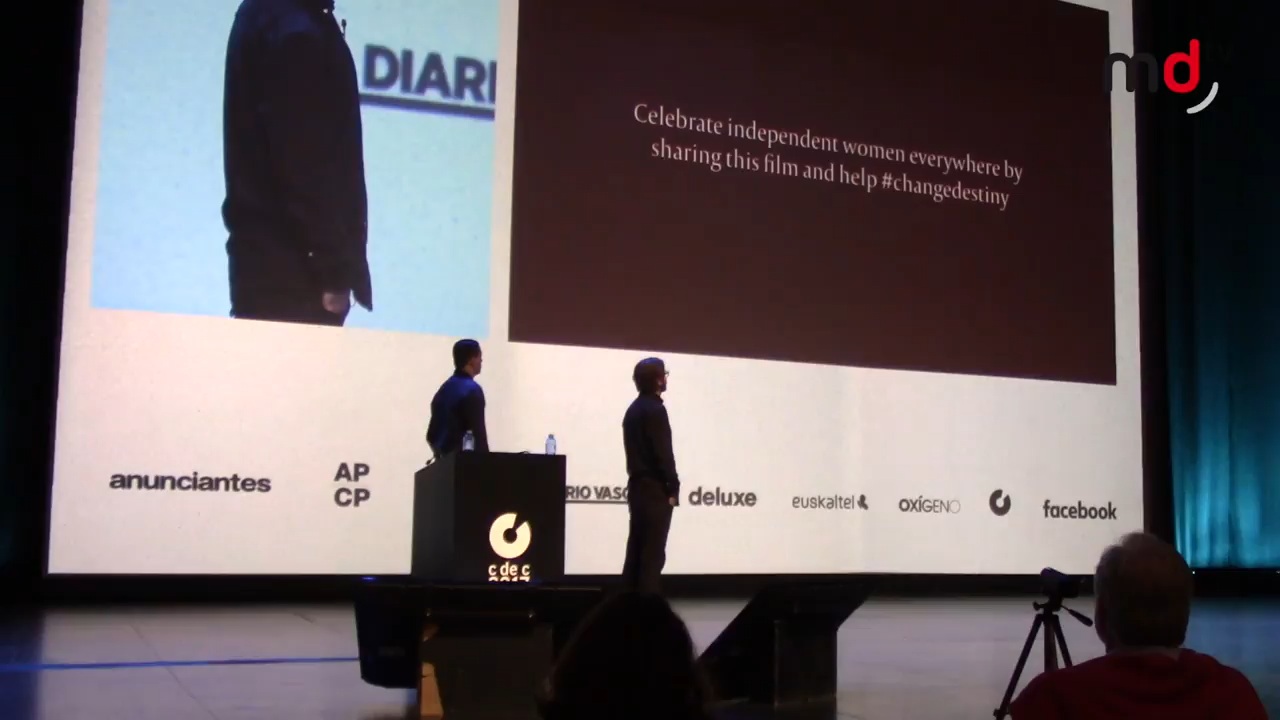 DIARI
md
Celebrate independent women everywhere by
sharing this film and help #changedestiny
anunciantes
AP
CP
RIO VASC
deluxe
euskaltel
OXÍGENO
facebook
c de c
2017